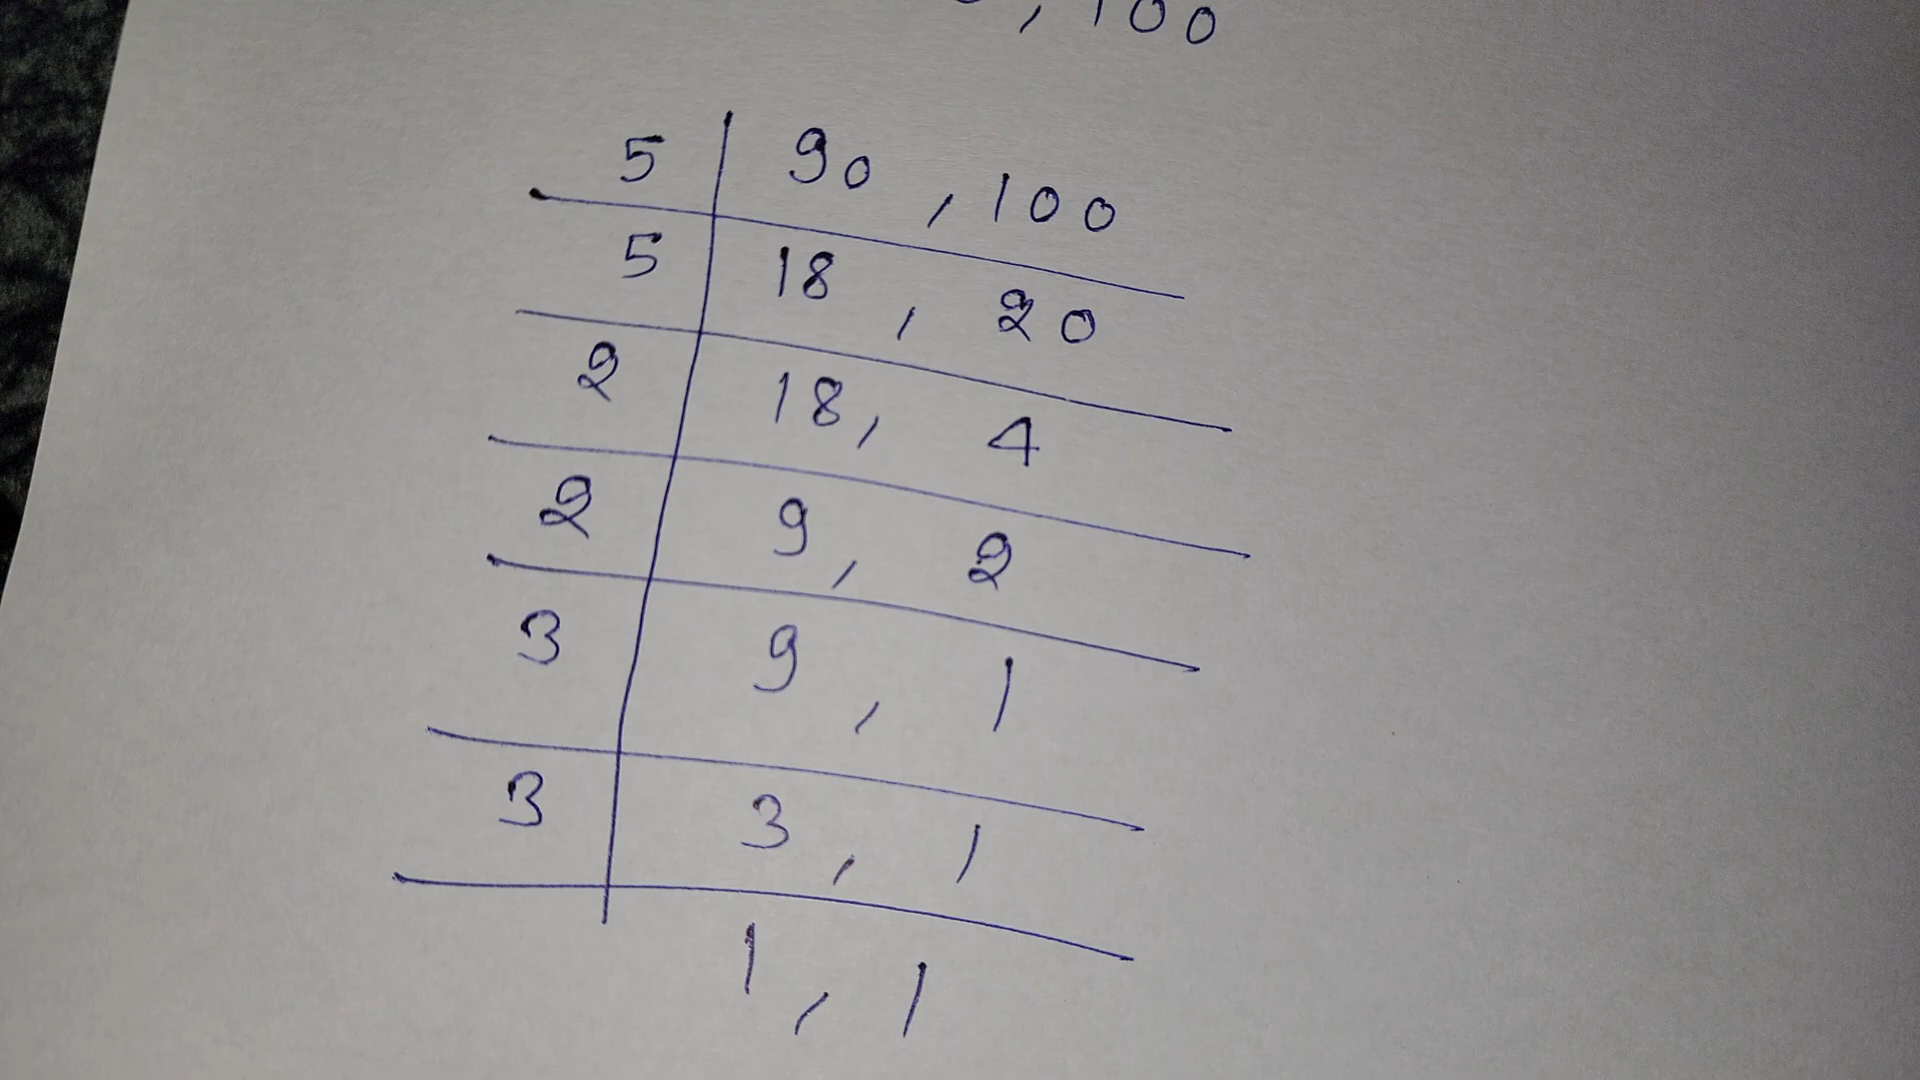 , 100
5 | 90 , 100
5 | 18 , 20
2 | 18, 4
2 | 9, 2
3 | 9, 1
3 | 3, 1
1, 1